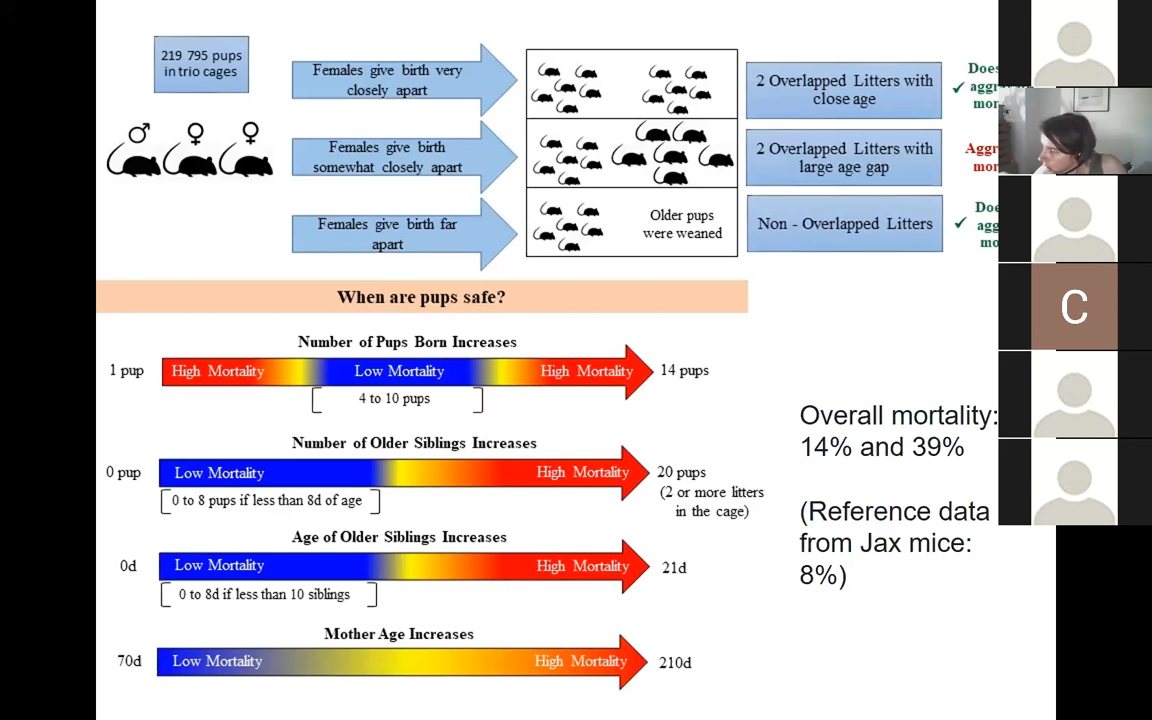 219 795 pups
in trio cages
Females give birth very
closely apart
2 Overlapped Litters with
close age
Females give birth
somewhat closely apart
2 Overlapped Litters with
large age gap
Females give birth far
apart
Older pups
were weaned
Non - Overlapped Litters
When are pups safe?
Number of Pups Born Increases
1 pup
High Mortality
Low Mortality
High Mortality
14 pups
4 to 10 pups
Number of Older Siblings Increases
0 pup
Low Mortality
High Mortality
20 pups
(2 or more litters
in the cage)
0 to 8 pups if less than 8d of age
Age of Older Siblings Increases
0d
Low Mortality
High Mortality
21d
0 to 8d if less than 10 siblings
Mother Age Increases
70d
Low Mortality
High Mortality
210d
Overall mortality:
14% and 39%
(Reference data
from Jax mice:
8%)
C